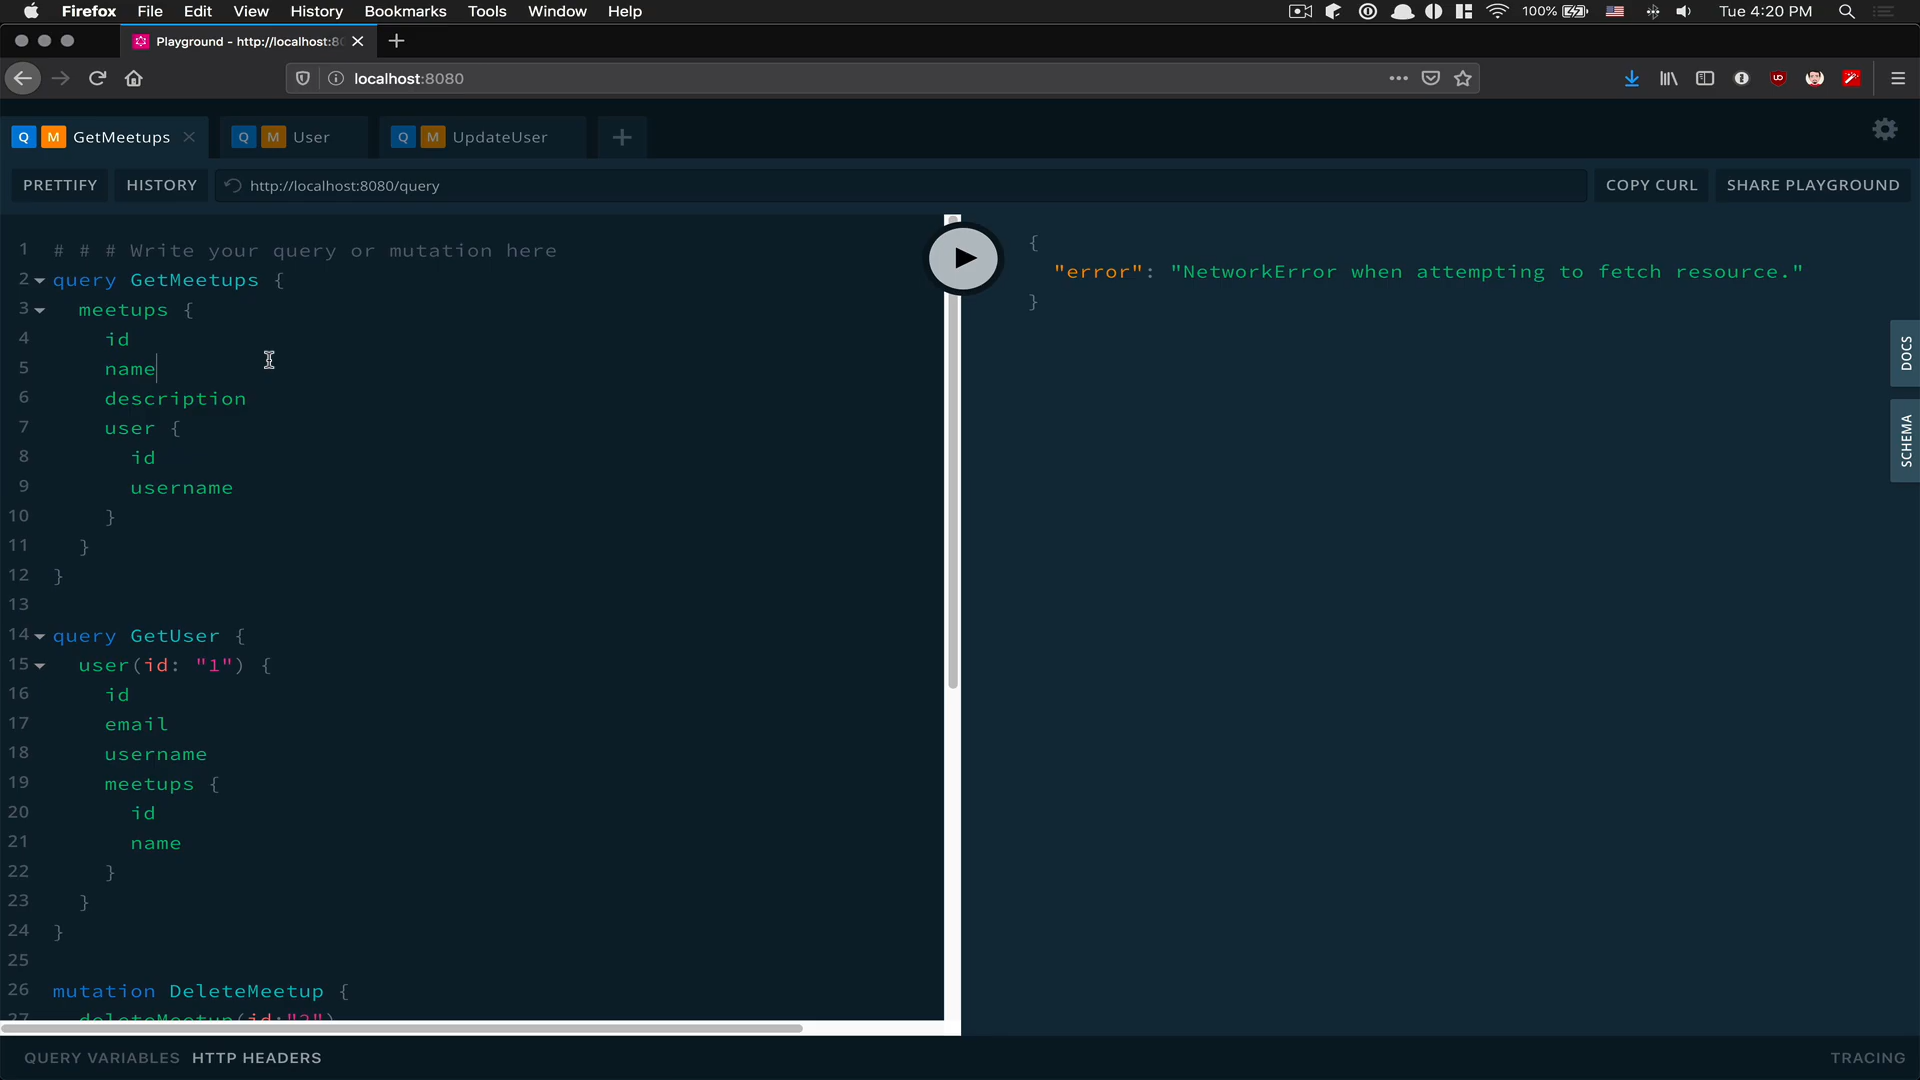 Firefox File Edit View History Bookmarks Tools Window Help 100% Tue 4:20 PM
Playground - http://localhost:80
localhost:8080
Q M GetMeetups Q M User Q M UpdateUser
PRETTIFY HISTORY http://localhost:8080/query COPY CURL SHARE PLAYGROUND
1 # # # Write your query or mutation here
2 query GetMeetups {
3 meetups {
4 id
5 name
6 description
7 user {
8 id
9 username
10 }
11 }
12 }
13
14 query GetUser {
15 user(id: "1") {
16 id
17 email
18 username
19 meetups {
20 id
21 name
22 }
23 }
24 }
25
26 mutation DeleteMeetup {
27 deleteMeetup(id:"2")
{
"error": "NetworkError when attempting to fetch resource."
}
DOCS
SCHEMA
QUERY VARIABLES HTTP HEADERS TRACING